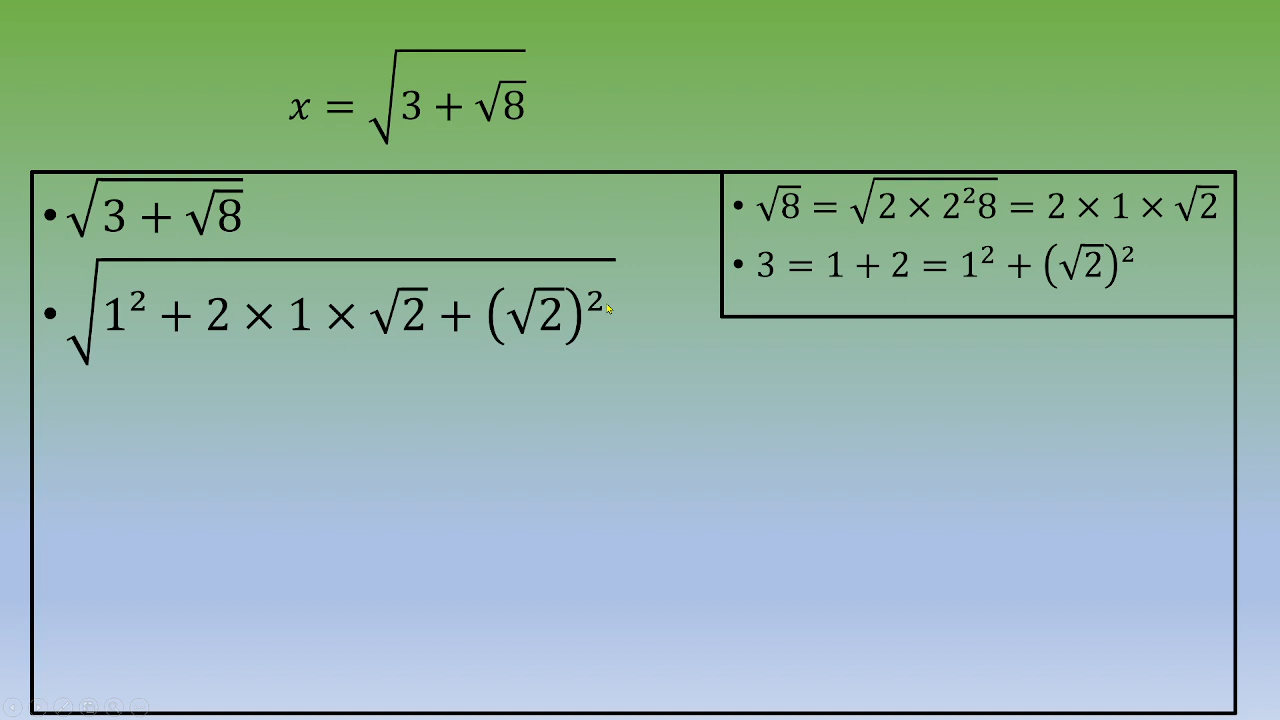 x = √(3 + √8)
• √(3 + √8)
• √(1² + 2 × 1 × √2 + (√2)²)
• √8 = √(2 × 2²8) = 2 × 1 × √2
• 3 = 1 + 2 = 1² + (√2)²